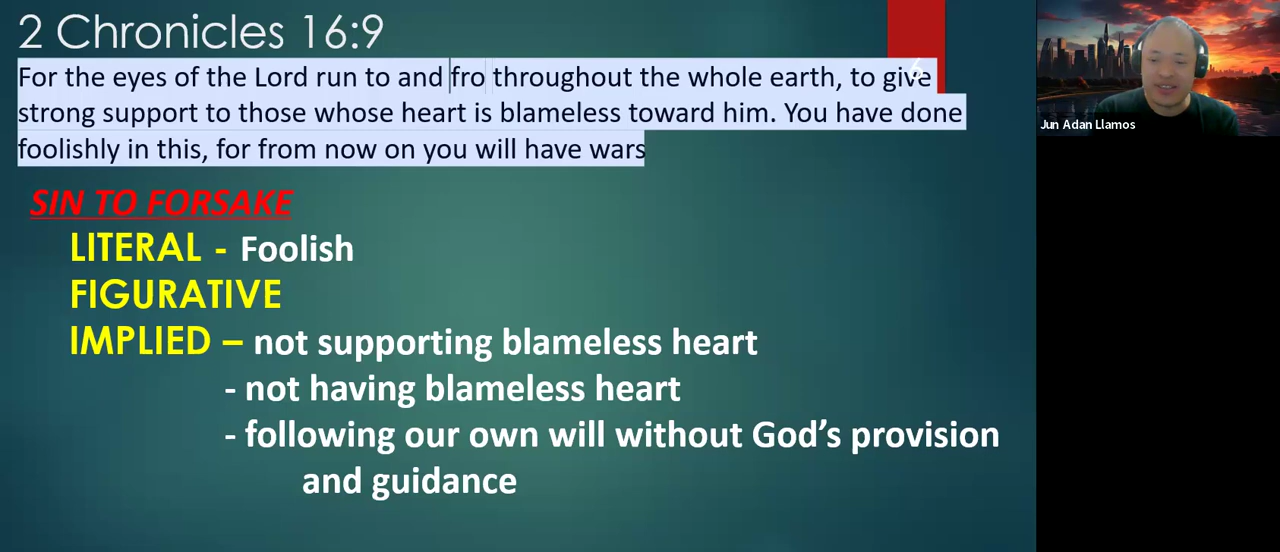 2 Chronicles 16:9
For the eyes of the Lord run to and fro throughout the whole earth, to give
strong support to those whose heart is blameless toward him. You have done
foolishly in this, for from now on you will have wars
SIN TO FORSAKE
LITERAL - Foolish
FIGURATIVE
IMPLIED – not supporting blameless heart
- not having blameless heart
- following our own will without God’s provision
and guidance
Jun Adan Llamos